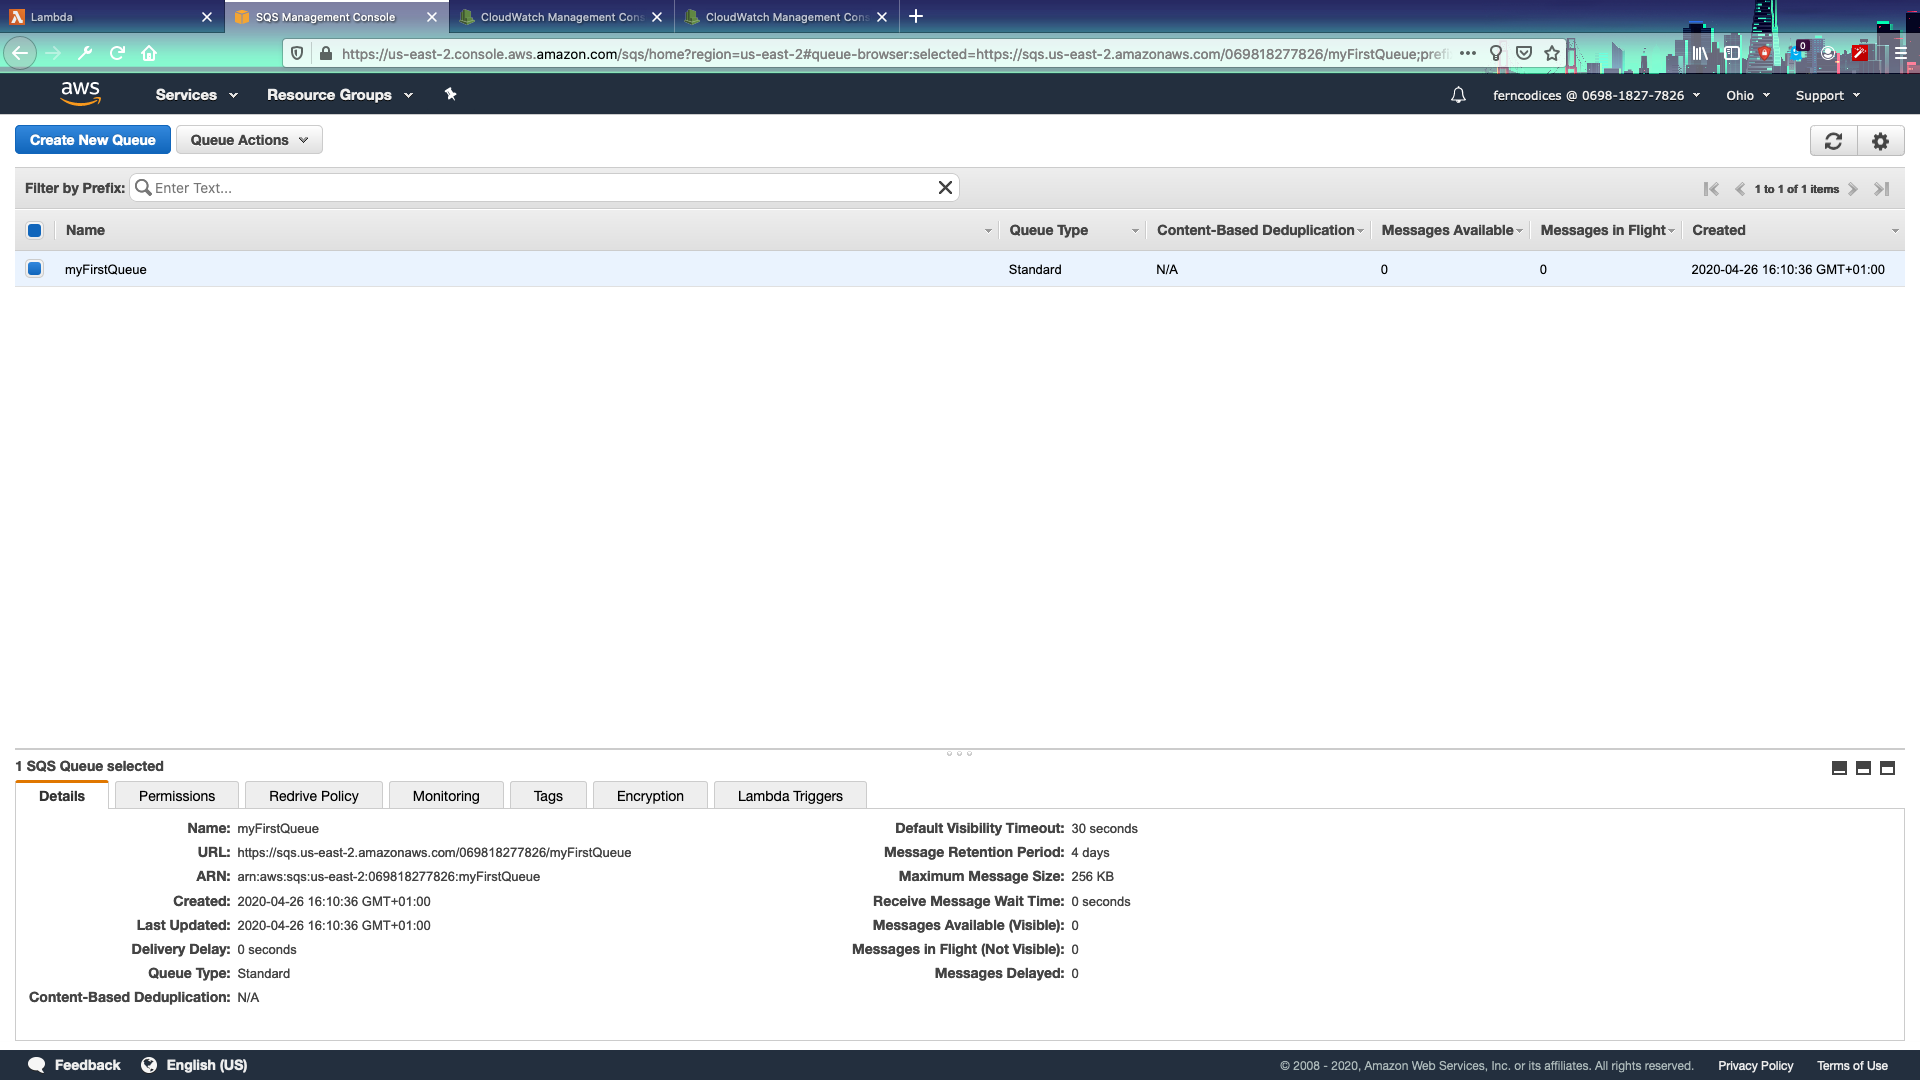 Lambda
SQS Management Console
CloudWatch Management Cons
CloudWatch Management Cons
https://us-east-2.console.aws.amazon.com/sqs/home?region=us-east-2#queue-browser:selected=https://sqs.us-east-2.amazonaws.com/069818277826/myFirstQueue;prefi
0
aws
Services
Resource Groups
ferncodices @ 0698-1827-7826
Ohio
Support
Create New Queue
Queue Actions
Filter by Prefix:
Enter Text...
1 to 1 of 1 items
Name
Queue Type
Content-Based Deduplication
Messages Available
Messages in Flight
Created
myFirstQueue
Standard
N/A
0
0
2020-04-26 16:10:36 GMT+01:00
1 SQS Queue selected
Details
Permissions
Redrive Policy
Monitoring
Tags
Encryption
Lambda Triggers
Name: myFirstQueue
URL: https://sqs.us-east-2.amazonaws.com/069818277826/myFirstQueue
ARN: arn:aws:sqs:us-east-2:069818277826:myFirstQueue
Created: 2020-04-26 16:10:36 GMT+01:00
Last Updated: 2020-04-26 16:10:36 GMT+01:00
Delivery Delay: 0 seconds
Queue Type: Standard
Content-Based Deduplication: N/A
Default Visibility Timeout: 30 seconds
Message Retention Period: 4 days
Maximum Message Size: 256 KB
Receive Message Wait Time: 0 seconds
Messages Available (Visible): 0
Messages in Flight (Not Visible): 0
Messages Delayed: 0
Feedback
English (US)
© 2008 - 2020, Amazon Web Services, Inc. or its affiliates. All rights reserved.
Privacy Policy
Terms of Use